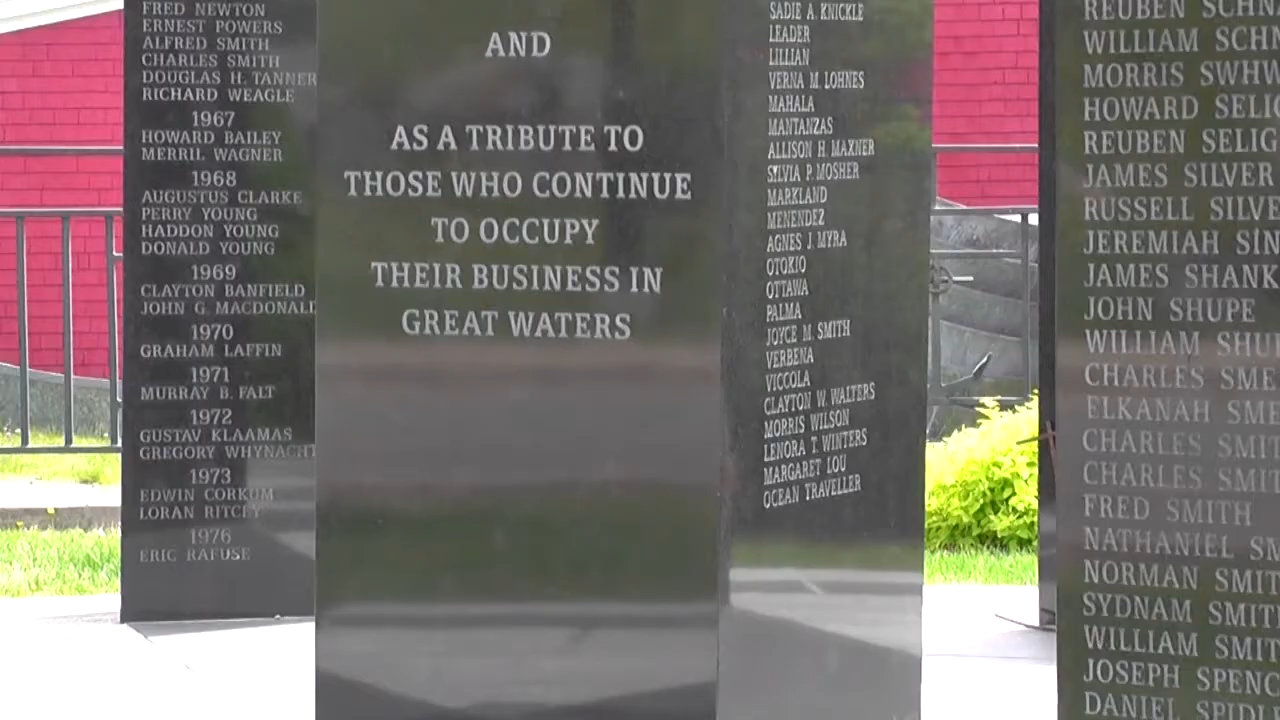 FRED NEWTON
ERNEST POWERS
ALFRED SMITH
CHARLES SMITH
DOUGLAS H. TANNER
RICHARD WEAGLE
1967
HOWARD BAILEY
MERRIL WAGNER
1968
AUGUSTUS CLARKE
PERRY YOUNG
HADDON YOUNG
DONALD YOUNG
1969
CLAYTON BANFIELD
JOHN G. MACDONALD
1970
GRAHAM LAFFIN
1971
MURRAY B. FALT
1972
GUSTAV KLAAMAS
GREGORY WHYNACHT
1973
EDWIN CORKUM
LORAN RITCEY
1976
ERIC RAFUSE
AND
AS A TRIBUTE TO
THOSE WHO CONTINUE
TO OCCUPY
THEIR BUSINESS IN
GREAT WATERS
SADIE A. KNICKLE
LEADER
LILLIAN
VERNA M. LOHNES
MAHALA
MANTANZAS
ALLISON H. MAXNER
SILVIA P. MOSHER
MARKLAND
MENENDEZ
AGNES J. MYRA
OTOKIO
OTTAWA
PALMA
JOYCE M. SMITH
VERBENA
VICCOLA
CLAYTON W. WALTERS
MORRIS WILSON
LENORA T. WINTERS
MARGARET LOU
OCEAN TRAVELLER
REUBEN SCHN
WILLIAM SCHN
MORRIS SWHW
HOWARD SELIG
REUBEN SELIG
JAMES SILVER
RUSSELL SILVE
JEREMIAH SIN
JAMES SHANK
JOHN SHUPE
WILLIAM SHU
CHARLES SME
ELKANAH SME
CHARLES SMIT
CHARLES SMIT
FRED SMITH
NATHANIEL SM
NORMAN SMIT
SYDNAM SMIT
WILLIAM SMIT
JOSEPH SPENC
DANIEL SPIDL